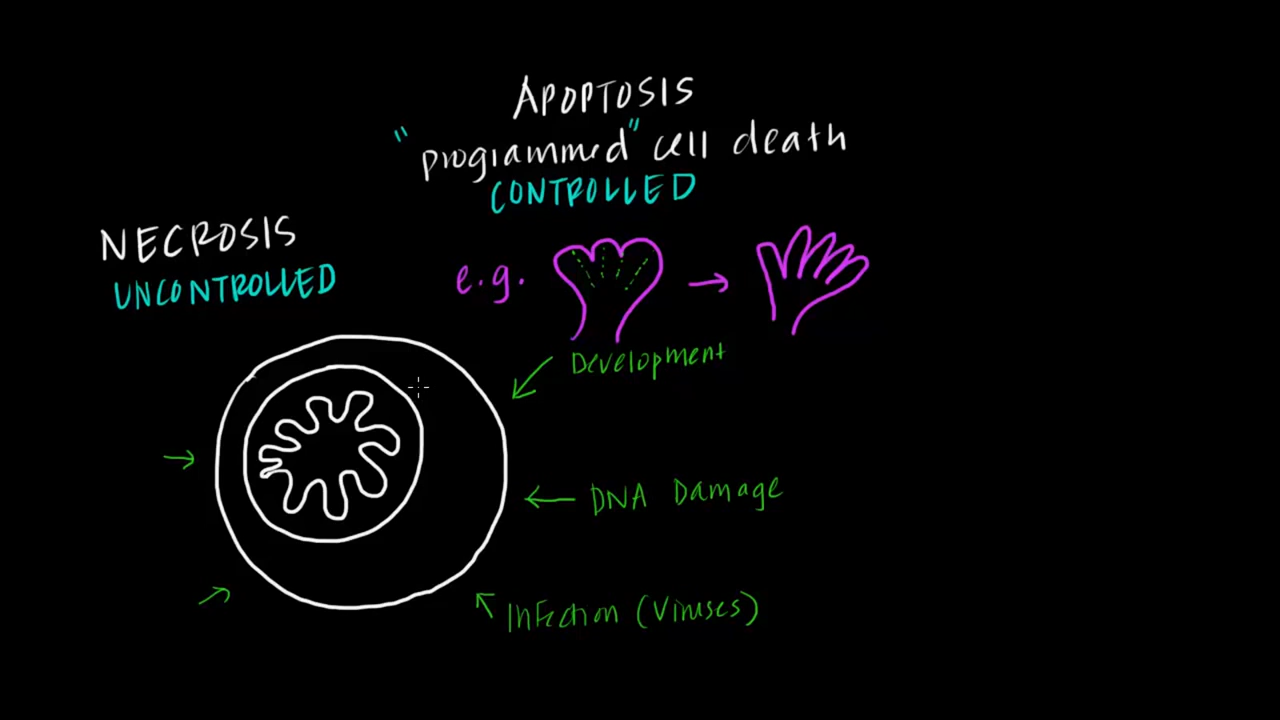 APOPTOSIS
"programmed" cell death
CONTROLLED
NECROSIS
UNCONTROLLED
e.g.
Development
DNA Damage
Infection (Viruses)